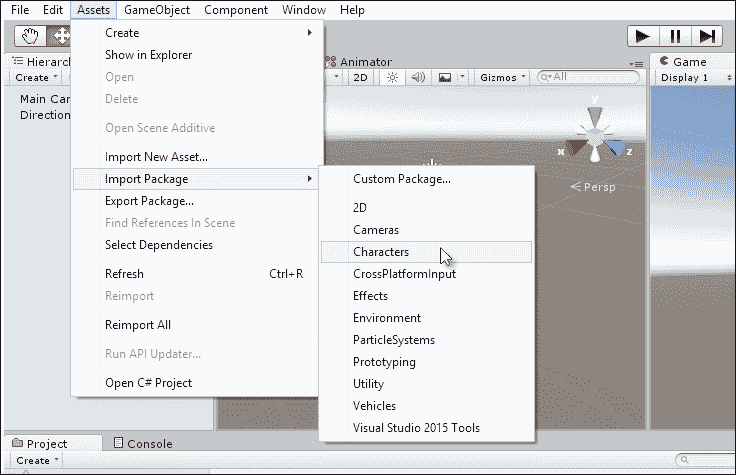 File Edit Assets GameObject Component Window Help
Hierarch Animator Game
Create 2D Gizmos All Display 1
Main Can
Direction
Create
Show in Explorer
Open
Delete
Open Scene Additive
Import New Asset...
Import Package
Export Package...
Find References In Scene
Select Dependencies
Refresh Ctrl+R
Reimport
Reimport All
Run API Updater...
Open C# Project
Custom Package...
2D
Cameras
Characters
CrossPlatformInput
Effects
Environment
ParticleSystems
Prototyping
Utility
Vehicles
Visual Studio 2015 Tools
y
x z
Persp
Project Console
Create